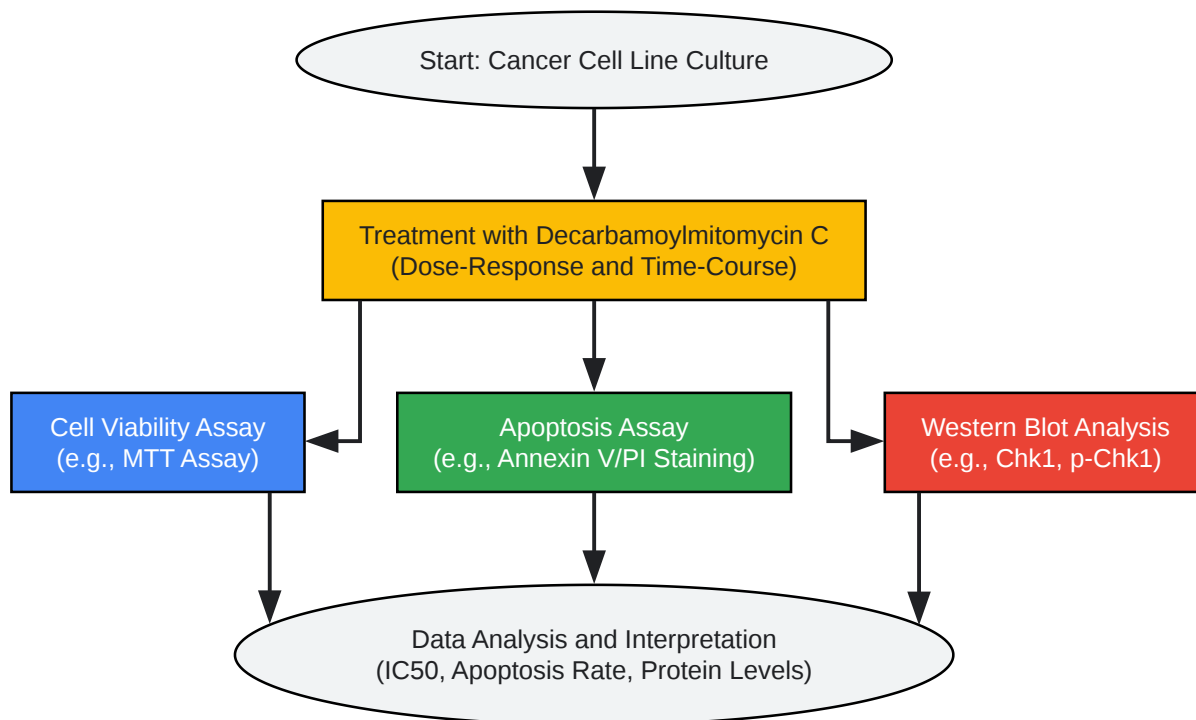 Start: Cancer Cell Line Culture
Treatment with Decarbamoylmitomycin C
(Dose-Response and Time-Course)
Cell Viability Assay
(e.g., MTT Assay)
Apoptosis Assay
(e.g., Annexin V/PI Staining)
Western Blot Analysis
(e.g., Chk1, p-Chk1)
Data Analysis and Interpretation
(IC50, Apoptosis Rate, Protein Levels)